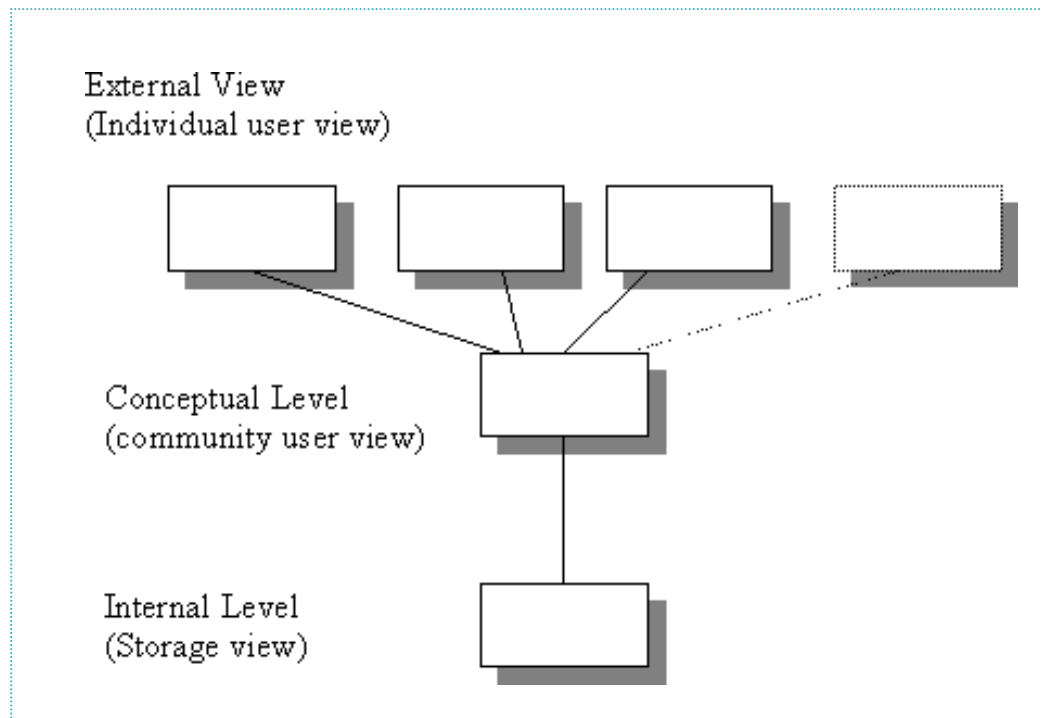 External View
(Individual user view)
Conceptual Level
(community user view)
Internal Level
(Storage view)